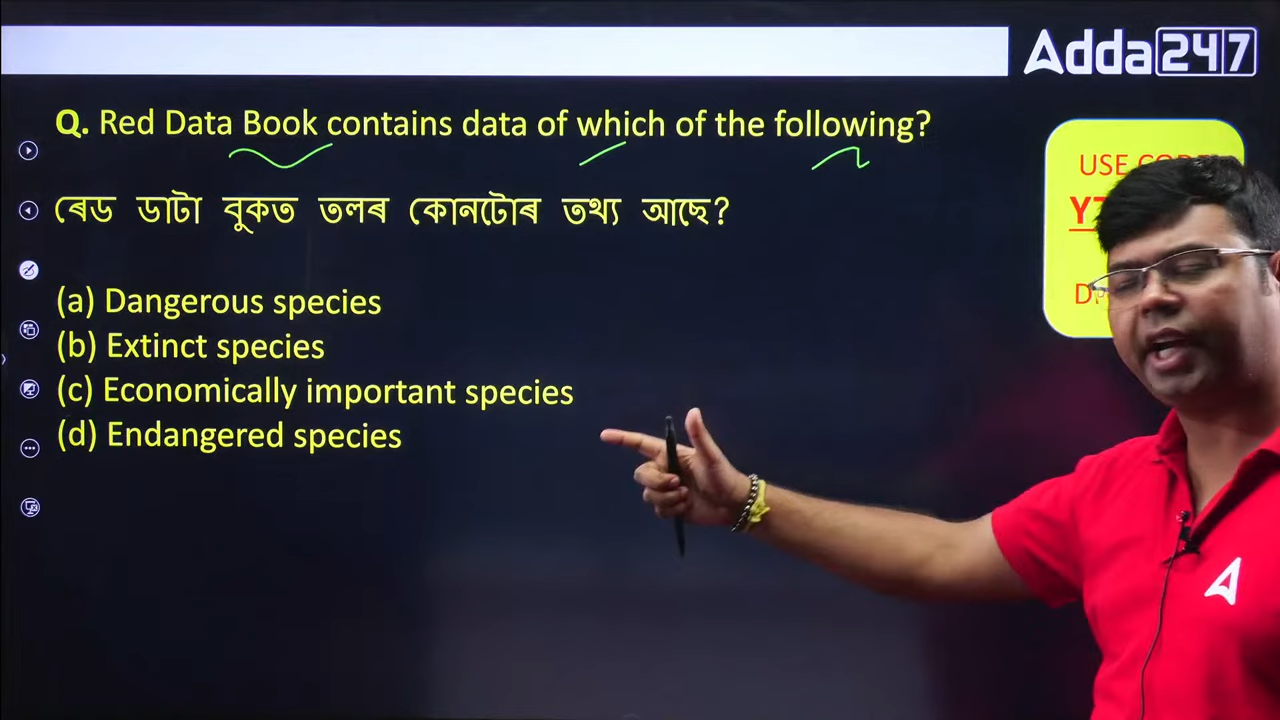 Adda247
Q. Red Data Book contains data of which of the following?
ৰেড ডাটা বুকত তলৰ কোনটোৰ তথ্য আছে?
(a) Dangerous species
(b) Extinct species
(c) Economically important species
(d) Endangered species
USE